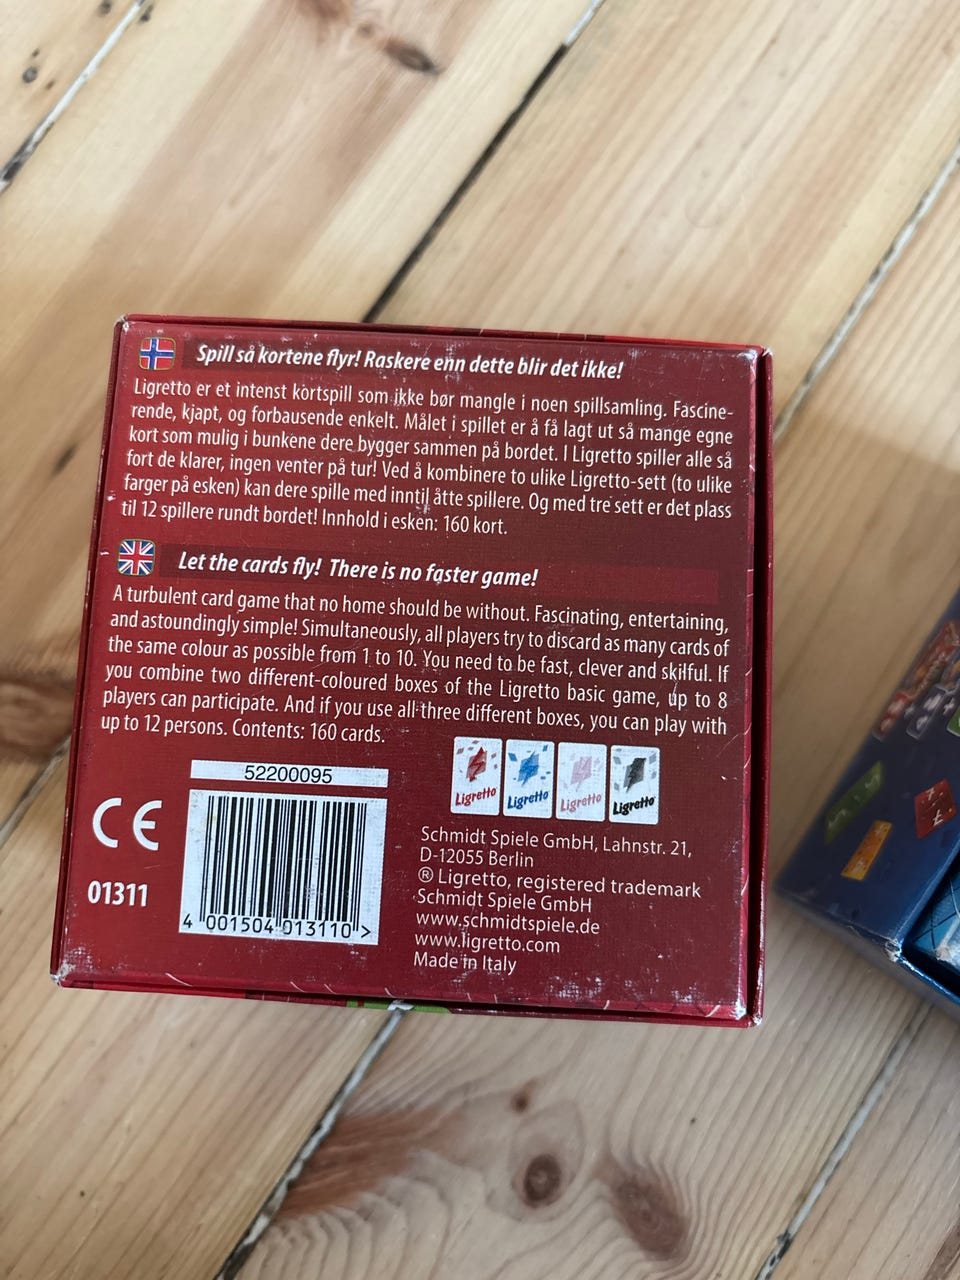 Spill så kortene flyr! Raskere enn dette blir det ikke!
Ligretto er et intenst kortspill som ikke bør mangle i noen spillsamling. Fascine-
rende, kjapt, og forbausende enkelt. Målet i spillet er å få lagt ut så mange egne
kort som mulig i bunkene dere bygger sammen på bordet. I Ligretto spiller alle så
fort de klarer, ingen venter på tur! Ved å kombinere to ulike Ligretto-sett (to ulike
farger på esken) kan dere spille med inntil åtte spillere. Og med tre sett er det plass
til 12 spillere rundt bordet! Innhold i esken: 160 kort.
Let the cards fly! There is no faster game!
A turbulent card game that no home should be without. Fascinating, entertaining,
and astoundingly simple! Simultaneously, all players try to discard as many cards of
the same colour as possible from 1 to 10. You need to be fast, clever and skilful. If
you combine two different-coloured boxes of the Ligretto basic game, up to 8
players can participate. And if you use all three different boxes, you can play with
up to 12 persons. Contents: 160 cards.
52200095
CE
01311
4 001504 013110 >
Ligretto Ligretto Ligretto Ligretto
Schmidt Spiele GmbH, Lahnstr. 21,
D-12055 Berlin
® Ligretto, registered trademark
Schmidt Spiele GmbH
www.schmidtspiele.de
www.ligretto.com
Made in Italy